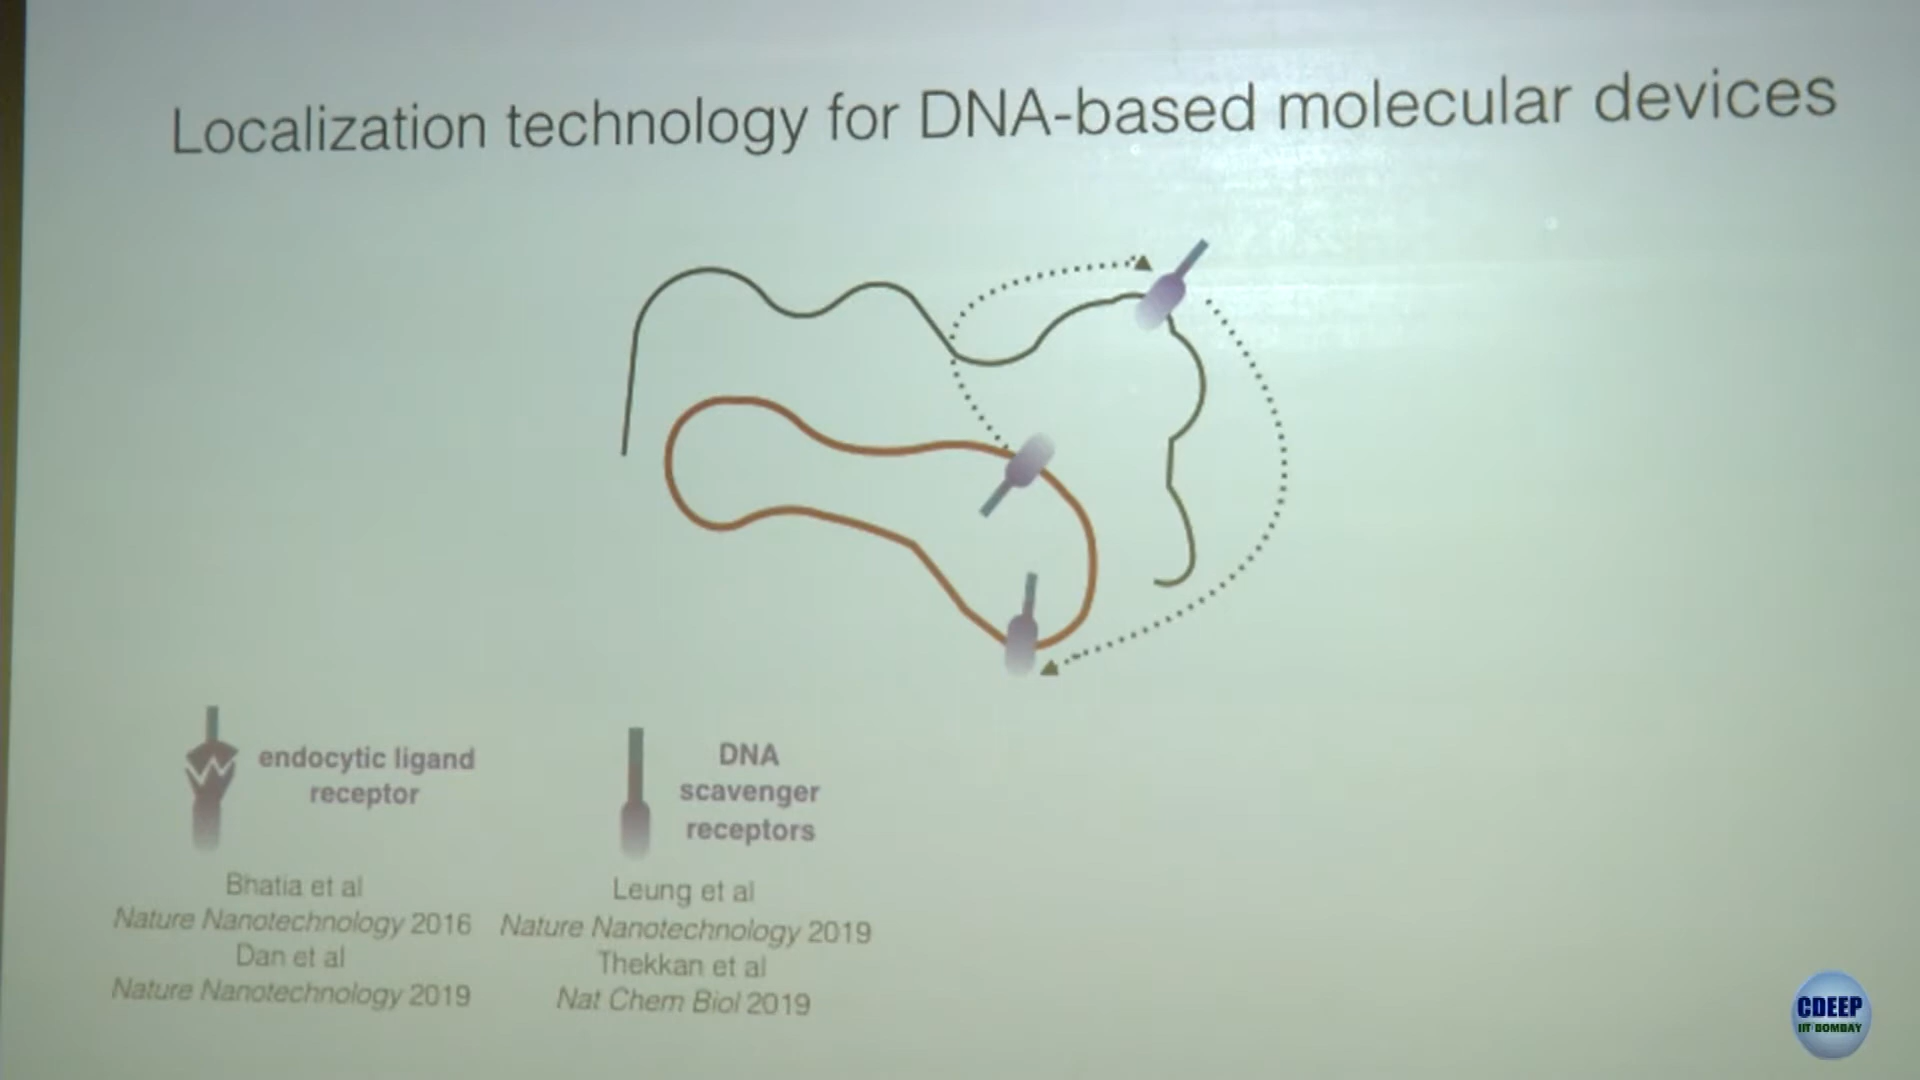 Localization technology for DNA-based molecular devices
endocytic ligand
receptor
Bhatia et al
Nature Nanotechnology 2016
Dan et al
Nature Nanotechnology 2019
DNA
scavenger
receptors
Leung et al
Nature Nanotechnology 2019
Thekkan et al
Nat Chem Biol 2019
CDEEP
IIT BOMBAY